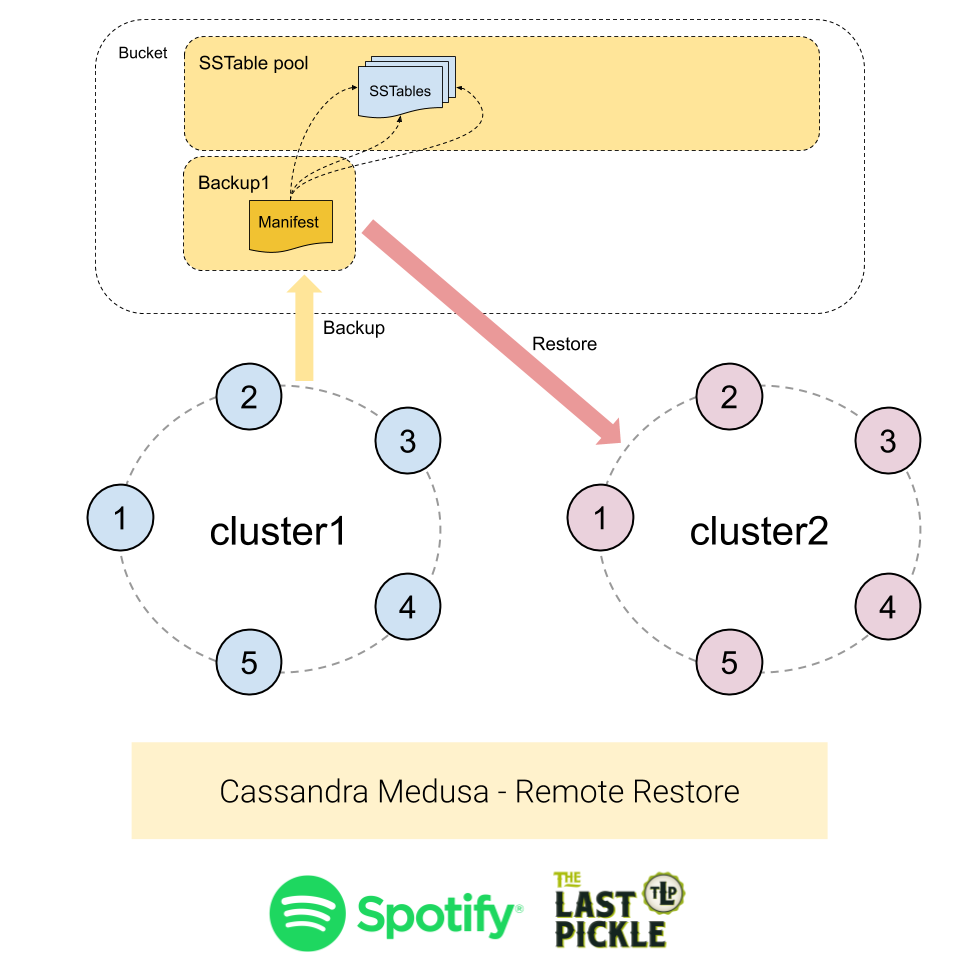 Bucket
SSTable pool
SSTables
Backup1
Manifest
Backup
Restore
2
3
1
cluster1
4
5
2
3
1
cluster2
4
5
Cassandra Medusa - Remote Restore
Spotify®
THE
LAST
PICKLE
TLP